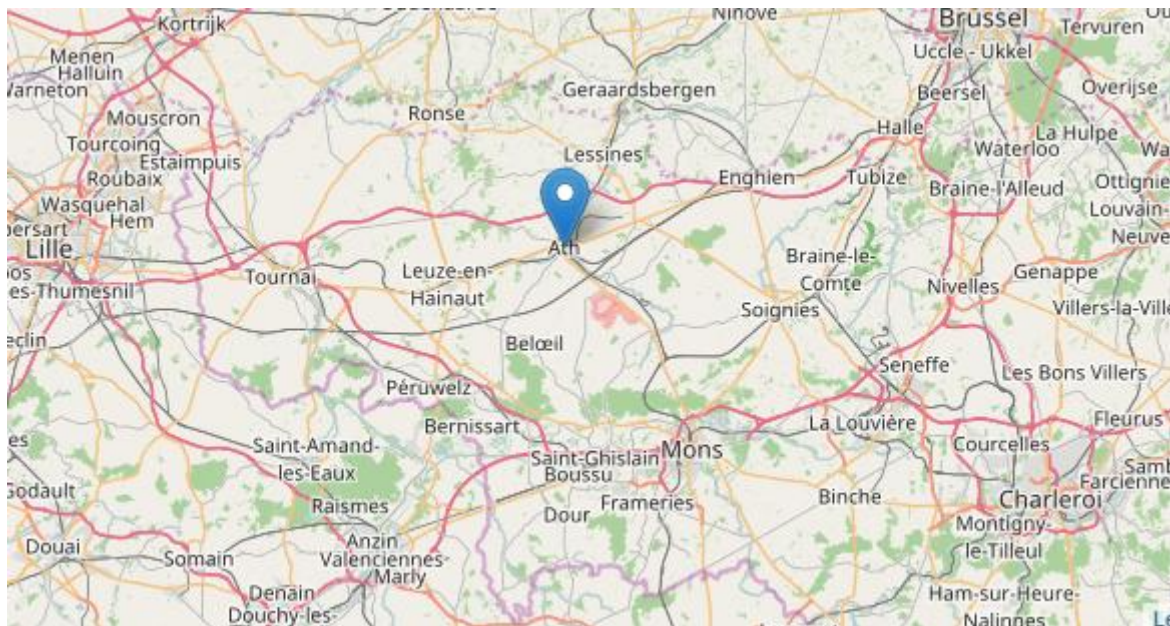 Kortrijk
Ninove
Brussel
Tervuren
Menen
Halluin
Uccle - Ukkel
Warneton
Geraardsbergen
Beersel
Overijse
Mouscron
Ronse
Halle
La Hulpe
Tourcoing
Estaimpuis
Lessines
Waterloo
Roubaix
Enghien
Tubize
Braine-l'Alleud
Wasquehal
Hem
Lille
Ath
Braine-le-
Comte
Genappe
Tournai
Leuze-en-
Hainaut
Nivelles
Soignies
Villers-la-Ville
Belœil
Seneffe
Les Bons Villers
Péruwelz
Bernissart
La Louvière
Fleurus
Saint-Amand-
les-Eaux
Saint-Ghislain
Boussu
Mons
Courcelles
Raismes
Dour
Frameries
Binche
Charleroi
Montigny-
le-Tilleul
Douai
Somain
Anzin
Valenciennes-
Marly
Denain
Douchy-les-
Ham-sur-Heure-
Nalinnes